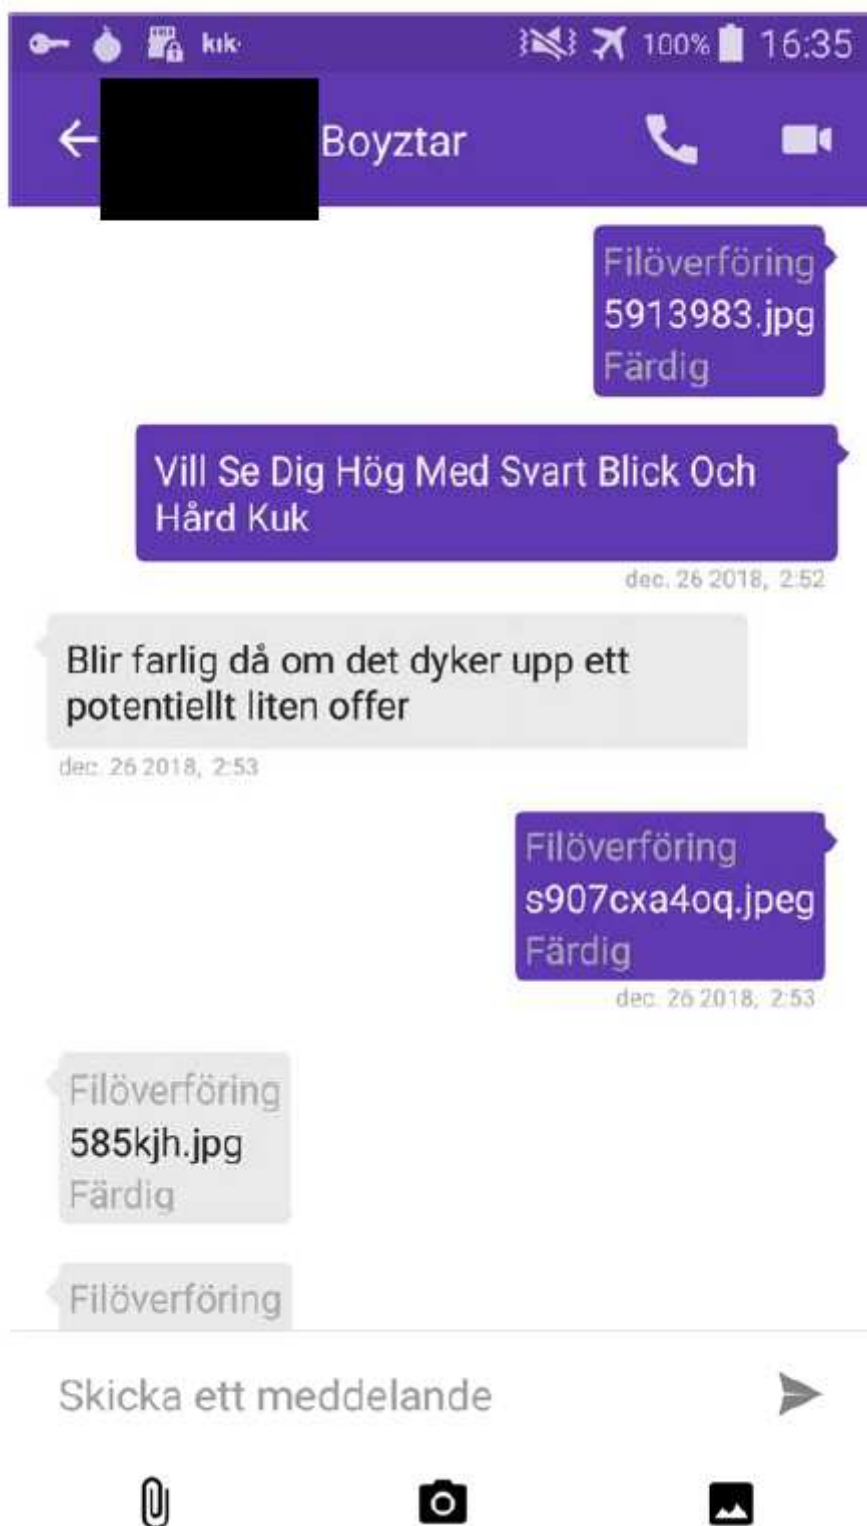 kik
100% 16:35
Boyztar
Filöverföring
5913983.jpg
Färdig
Vill Se Dig Hög Med Svart Blick Och
Hård Kuk
dec. 26 2018, 2:52
Blir farlig då om det dyker upp ett
potentiellt liten offer
dec. 26 2018, 2:53
Filöverföring
s907cxa4oq.jpeg
Färdig
dec. 26 2018, 2:53
Filöverföring
585kjh.jpg
Färdig
Filöverföring
Skicka ett meddelande